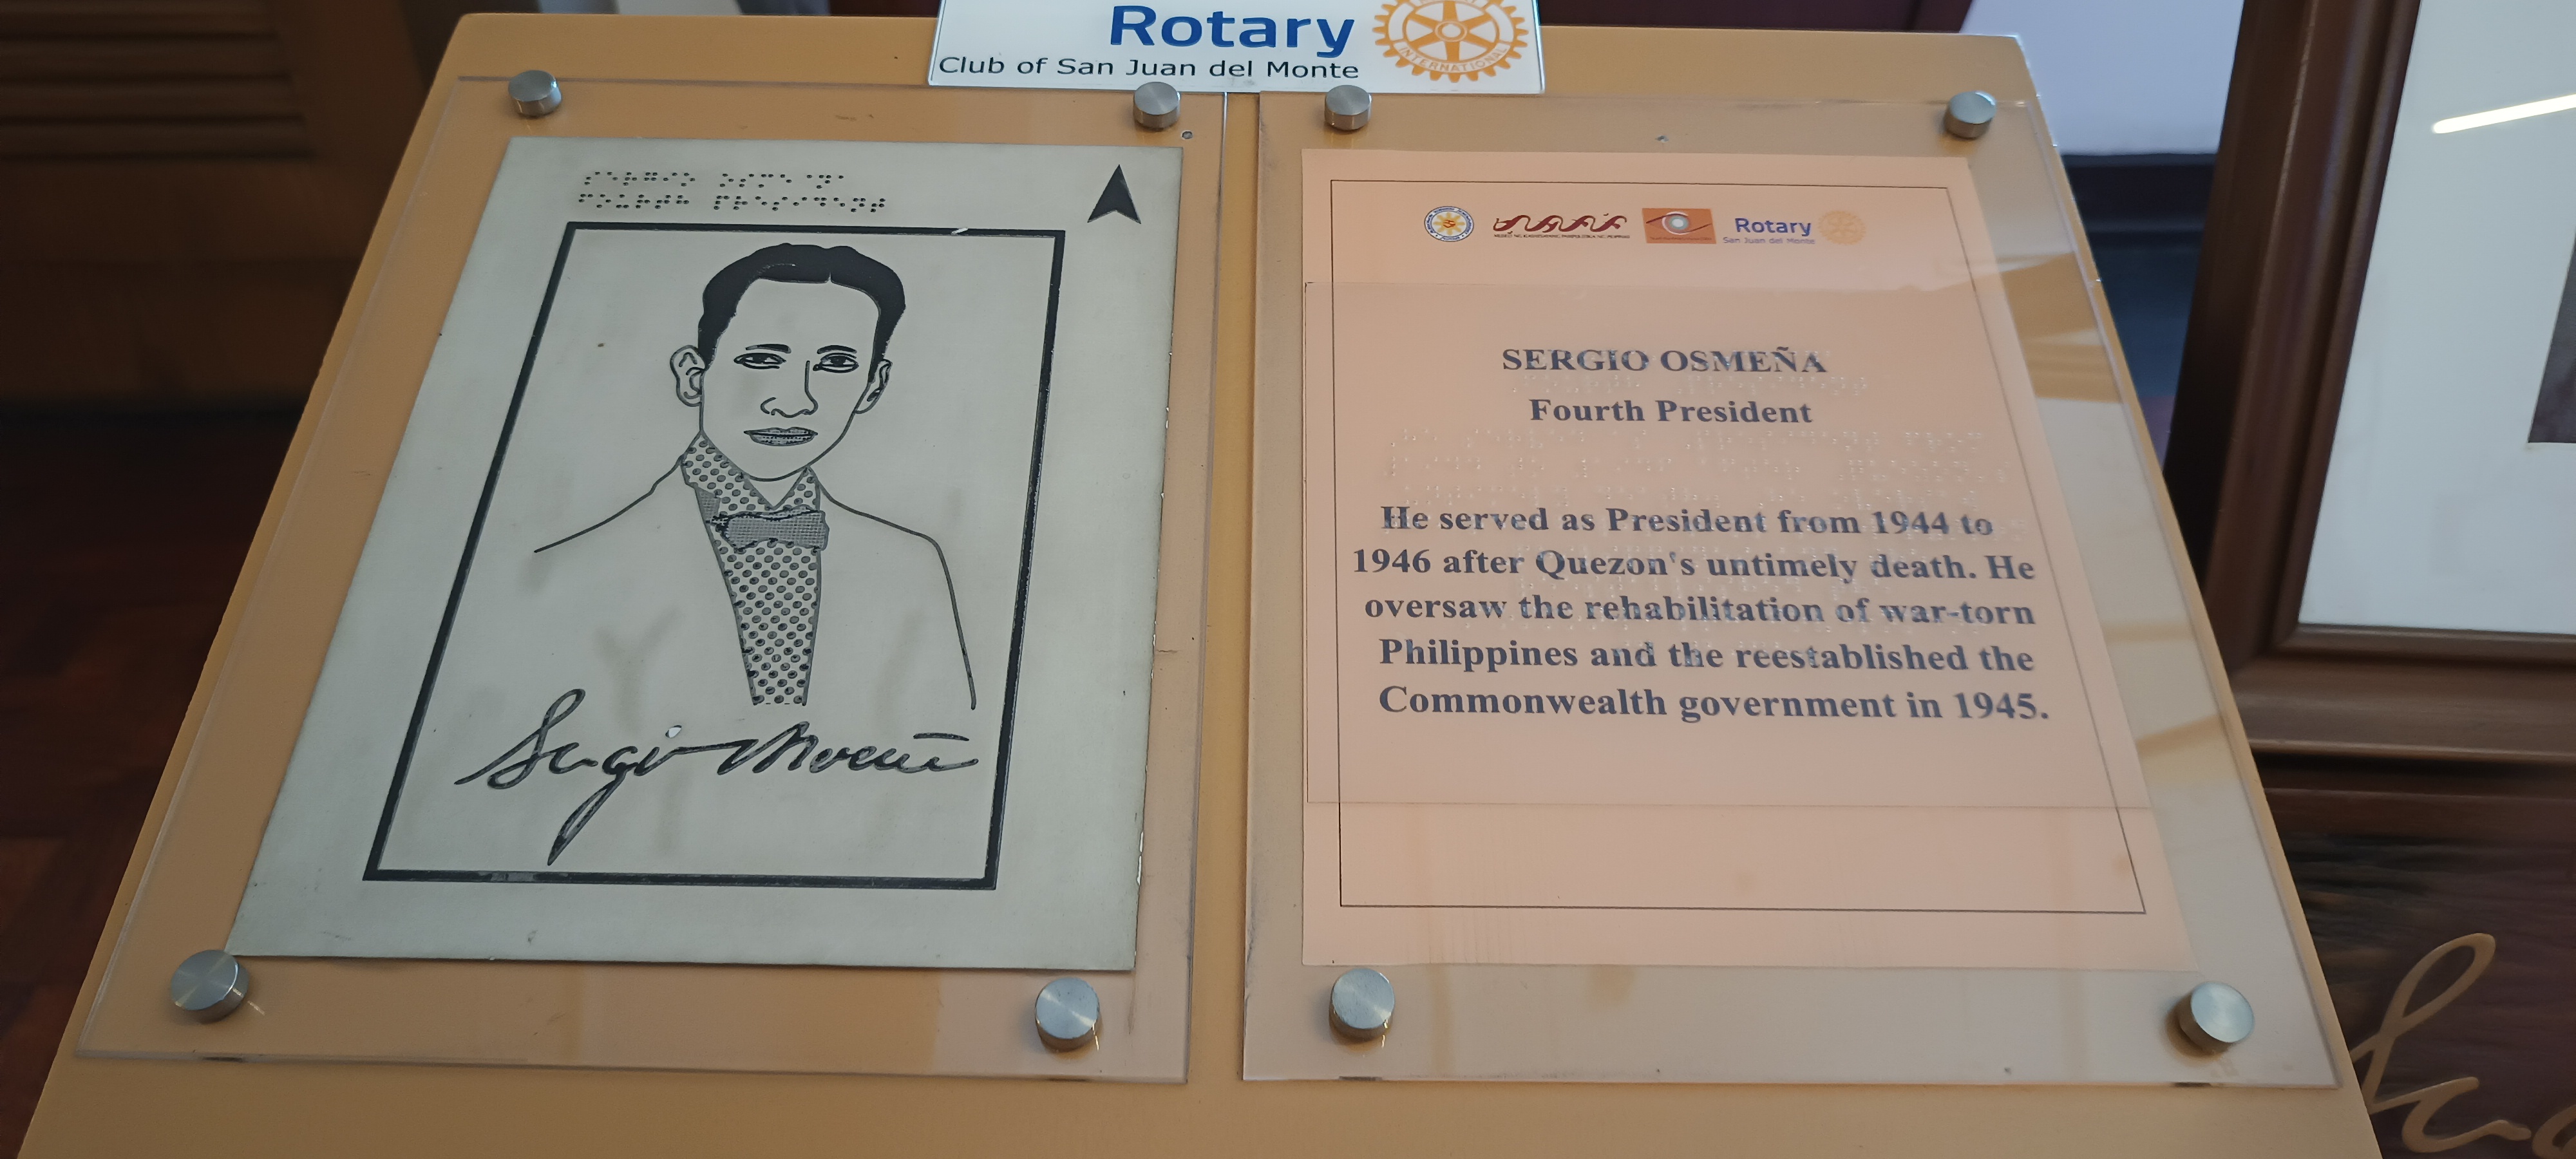 Rotary
Club of San Juan del Monte
INTERNATIONAL
Sergio Osmeña
Rotary
San Juan del Monte
SERGIO OSMEÑA
Fourth President
He served as President from 1944 to
1946 after Quezon's untimely death. He
oversaw the rehabilitation of war-torn
Philippines and the reestablished the
Commonwealth government in 1945.